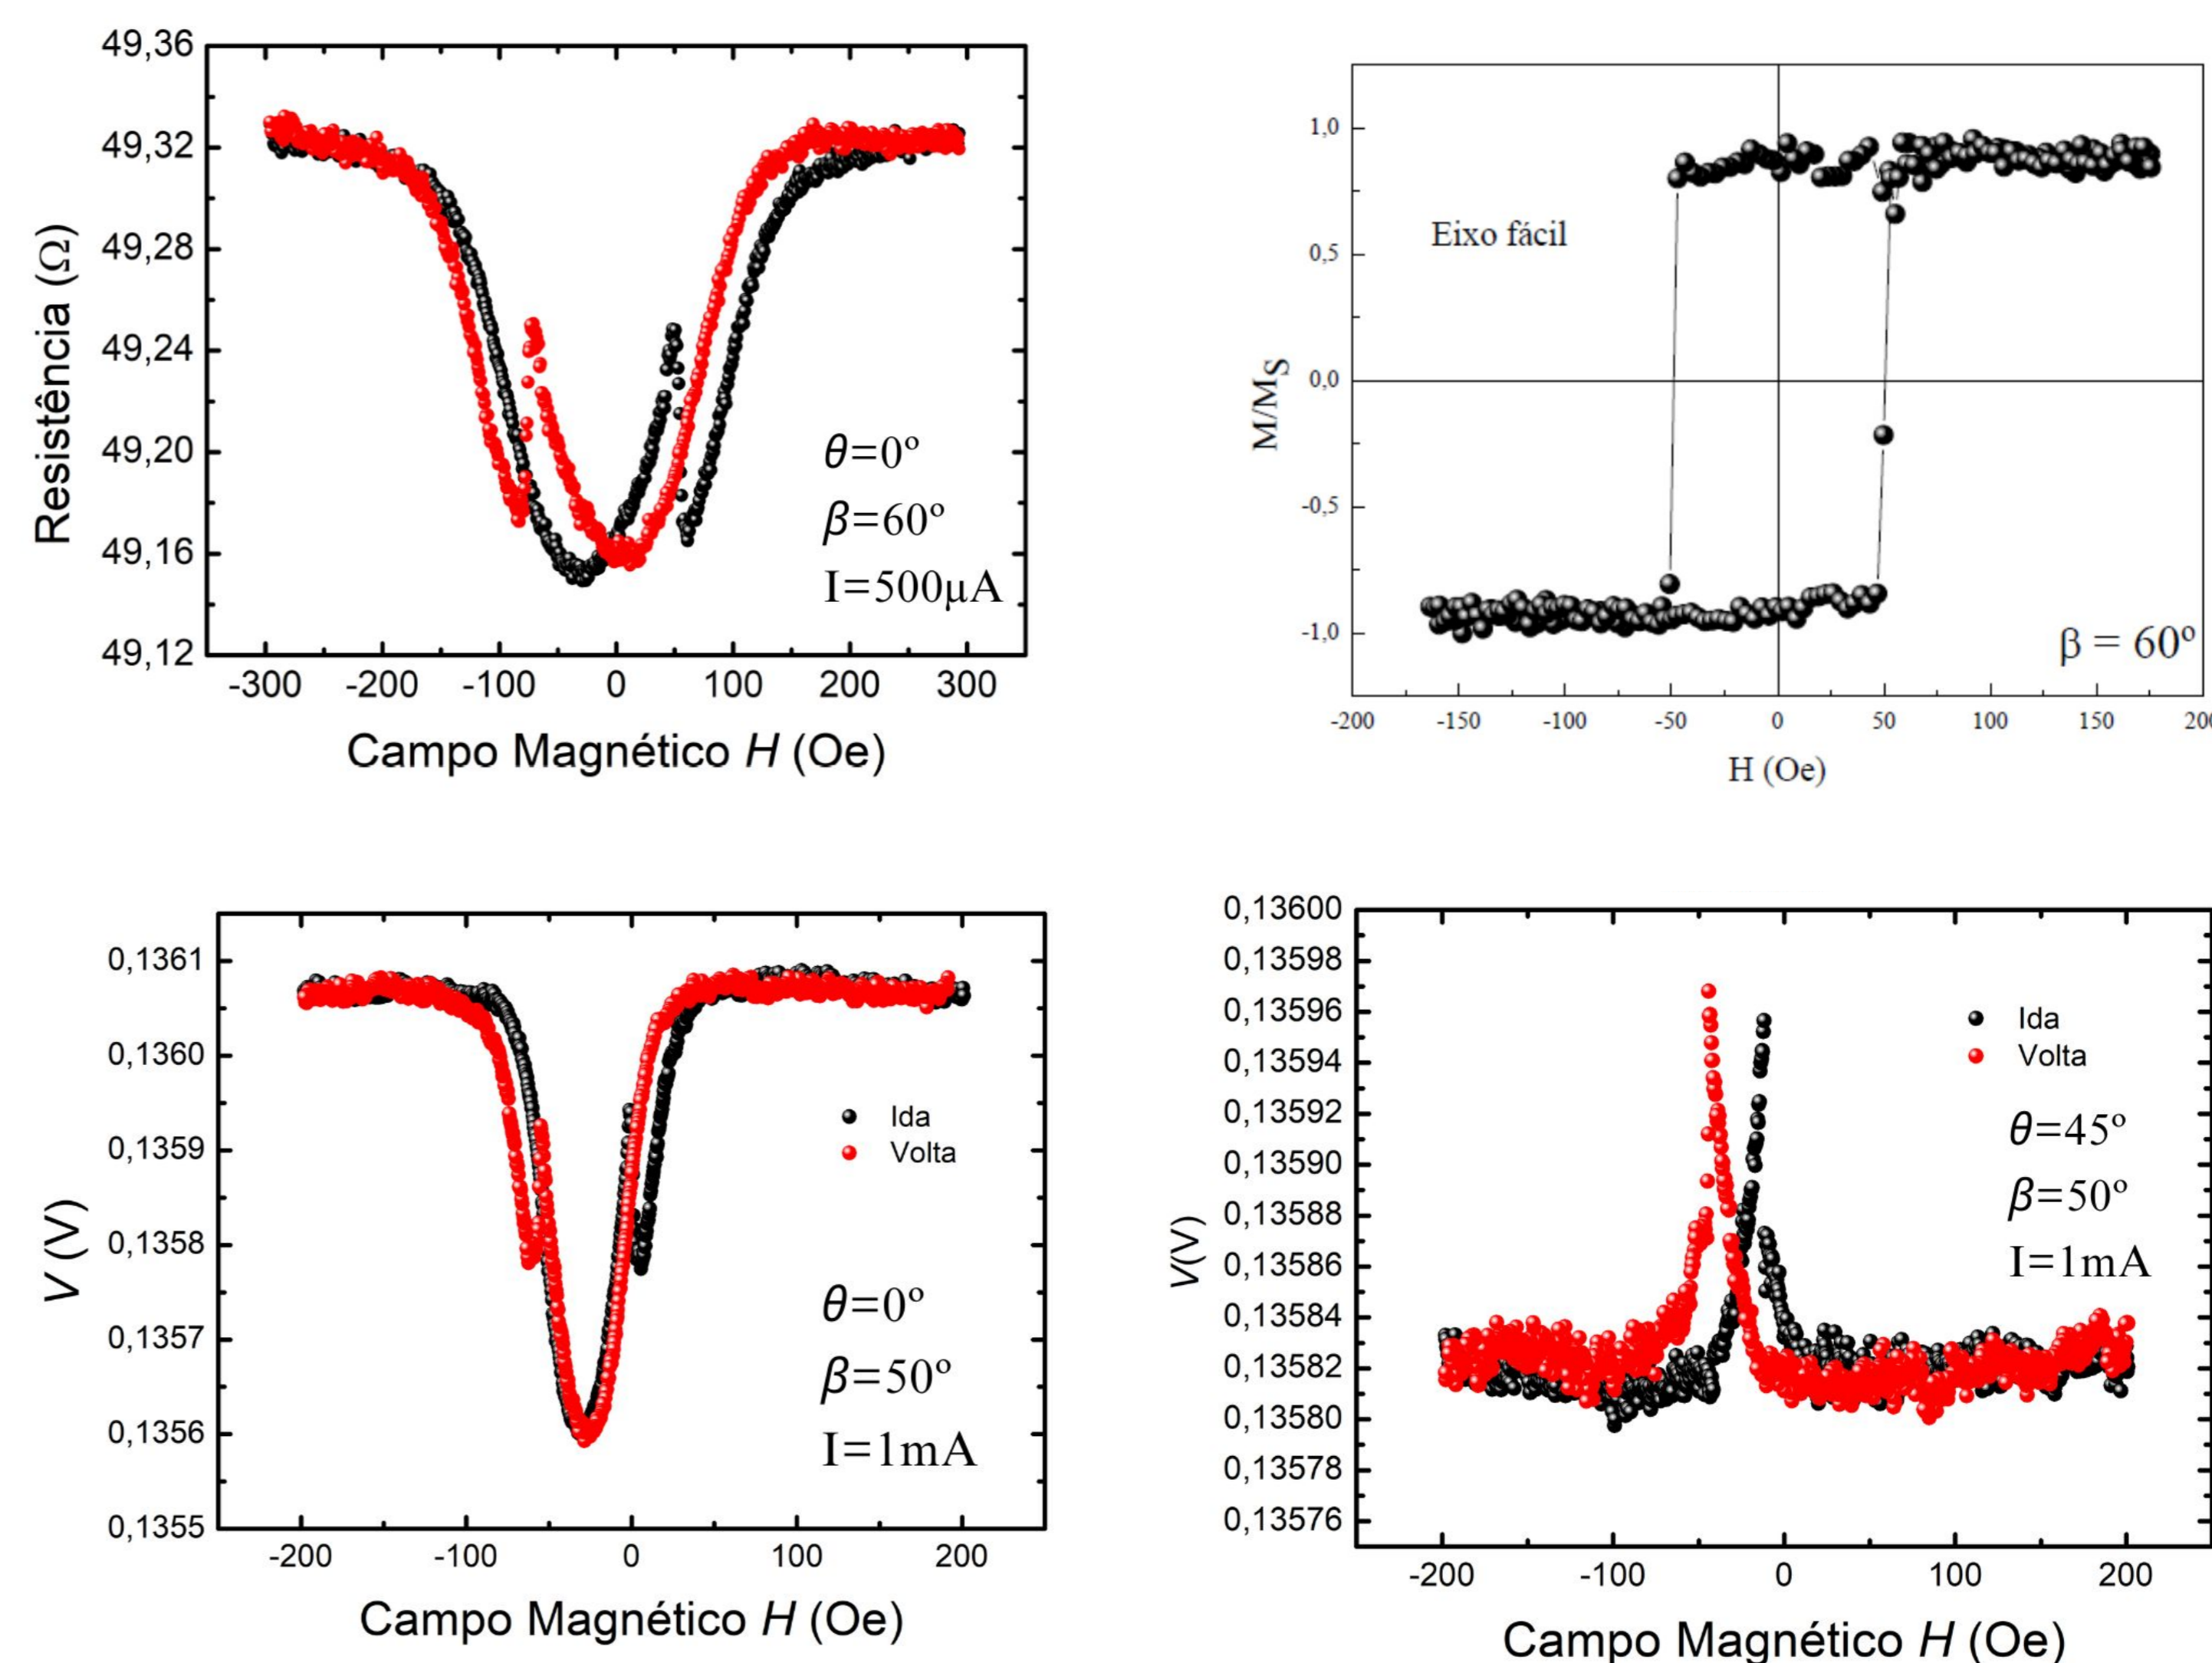 49,36
49,32
49,28
49,24
49,20
49,16
49,12
Resistência (Ω)
-300 -200 -100 0 100 200 300
Campo Magnético H (Oe)
θ=0º
β=60º
I=500µA
1,0
0,5
0,0
-0,5
-1,0
M/MS
Eixo fácil
β = 60º
-200 -150 -100 -50 0 50 100 150 200
H (Oe)
0,1361
0,1360
0,1359
0,1358
0,1357
0,1356
0,1355
V (V)
Ida
Volta
θ=0º
β=50º
I=1mA
-200 -100 0 100 200
Campo Magnético H (Oe)
0,13600
0,13598
0,13596
0,13594
0,13592
0,13590
0,13588
0,13586
0,13584
0,13582
0,13580
0,13578
0,13576
V(V)
Ida
Volta
θ=45º
β=50º
I=1mA
-200 -100 0 100 200
Campo Magnético H (Oe)